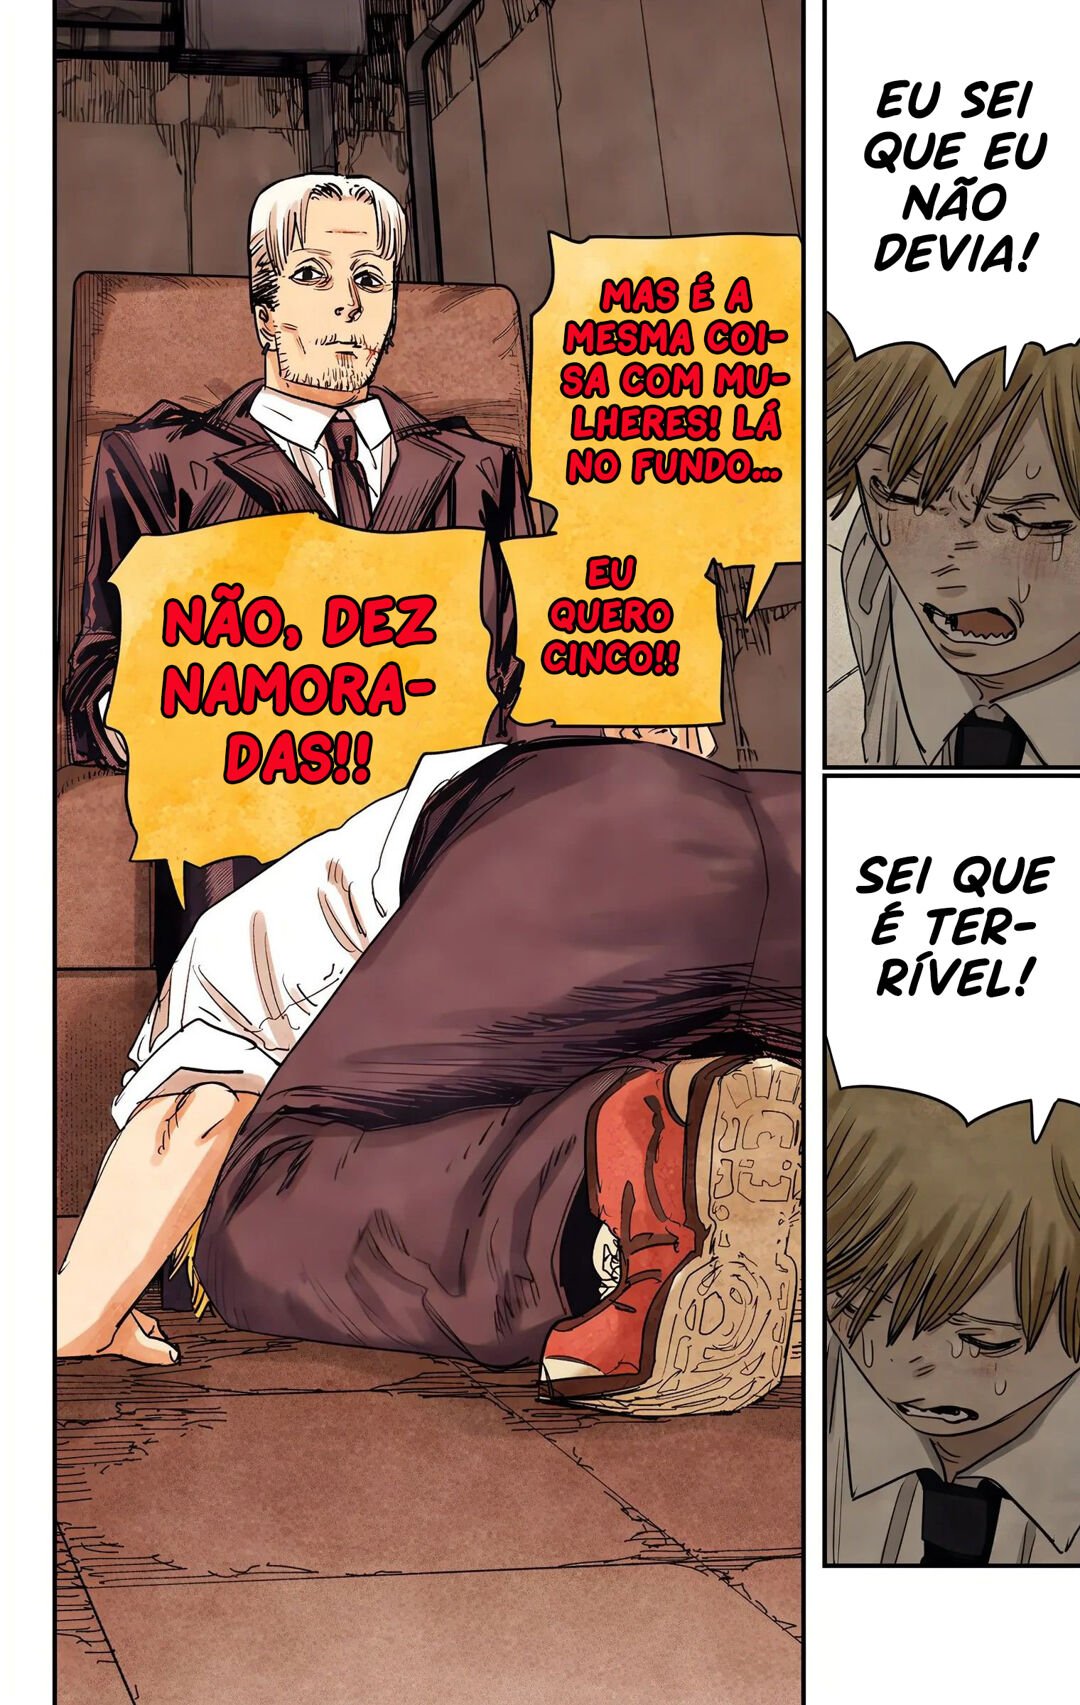 EU SEI
QUE EU
NÃO
DEVIA!
SEI QUE
É TER-
RÍVEL!
MAS É A
MESMA COI-
SA COM MU-
LHERES! LÁ
NO FUNDO...
EU
QUERO
CINCO!!
NÃO, DEZ
NAMORA-
DAS!!